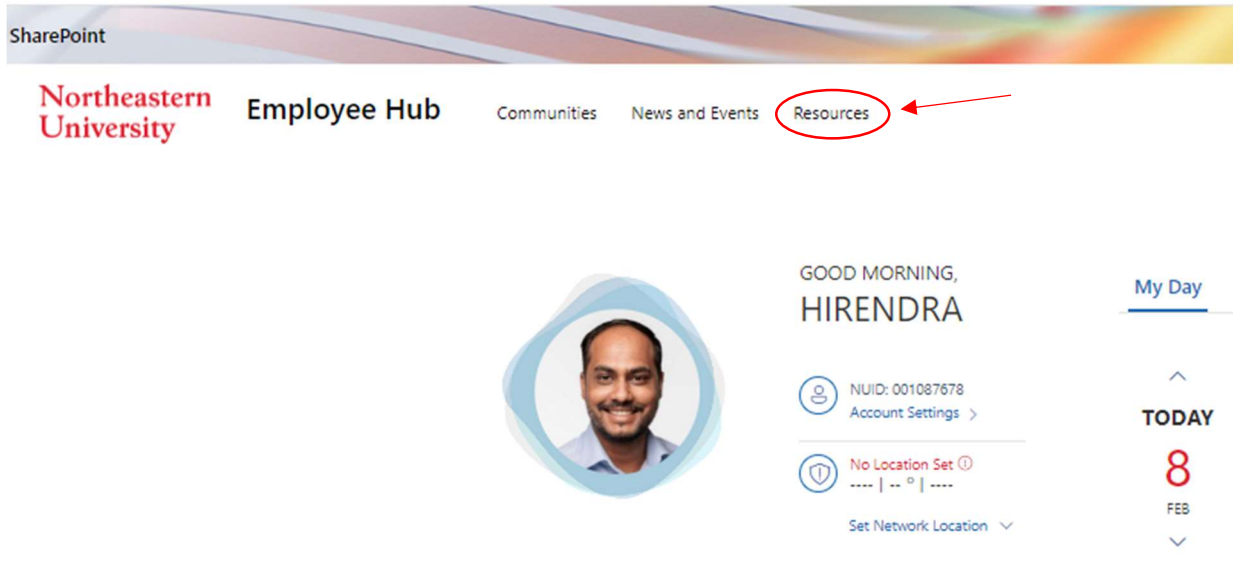 SharePoint
Northeastern
University
Employee Hub
Communities
News and Events
Resources
GOOD MORNING,
HIRENDRA
NUID: 001087678
Account Settings >
No Location Set
---- | -- ° | ----
Set Network Location
My Day
TODAY
8
FEB